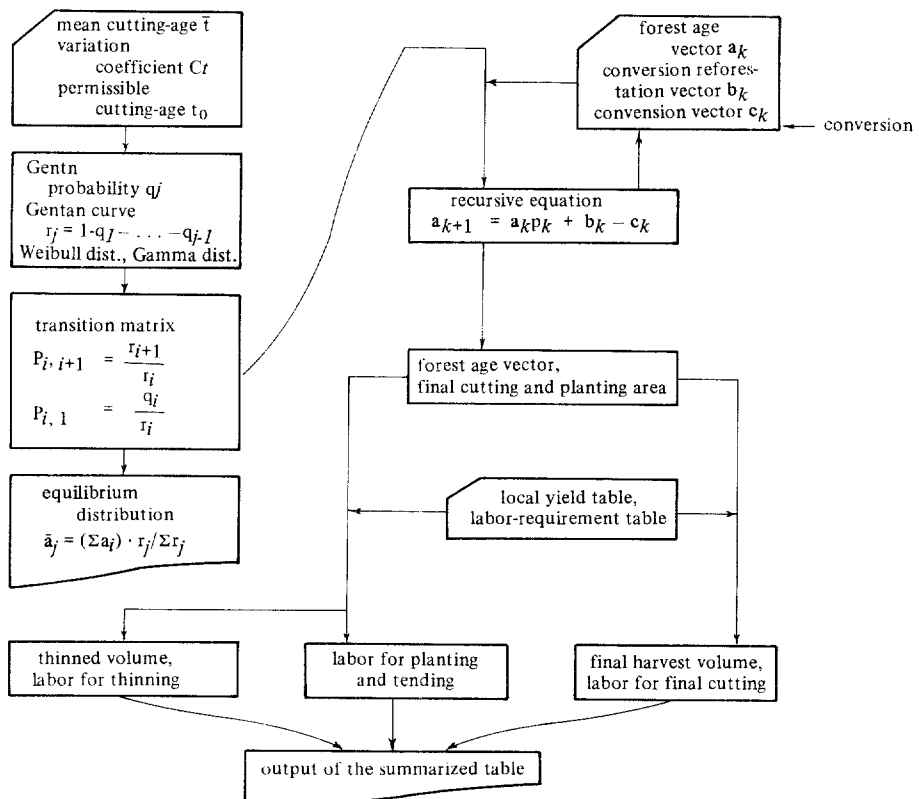 mean cutting-age t̄
variation
coefficient Ct
permissible
cutting-age t₀
Gentn
probability qj
Gentan curve
rj = 1-q1 - . . . -qj-1
Weibull dist., Gamma dist.
transition matrix
Pi, i+1 = ri+1 / ri
Pi, 1 = qi / ri
equilibrium
distribution
āj = (Σai) · rj/Σrj
forest age
vector ak
conversion refores-
tation vector bk
convension vector ck
conversion
recursive equation
ak+1 = akpk + bk − ck
forest age vector,
final cutting and planting area
local yield table,
labor-requirement table
thinned volume,
labor for thinning
labor for planting
and tending
final harvest volume,
labor for final cutting
output of the summarized table